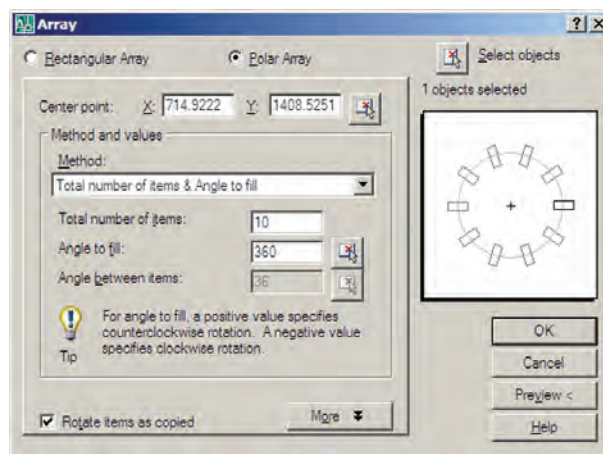 Array
Rectangular Array
Polar Array
Select objects
Center point: X: 714.9222 Y: 1408.5251
1 objects selected
Method and values
Method:
Total number of items & Angle to fill
Total number of items: 10
Angle to fill: 360
Angle between items: 36
For angle to fill, a positive value specifies
counterclockwise rotation. A negative value
specifies clockwise rotation.
Tip
Rotate items as copied
More
OK
Cancel
Preview <
Help